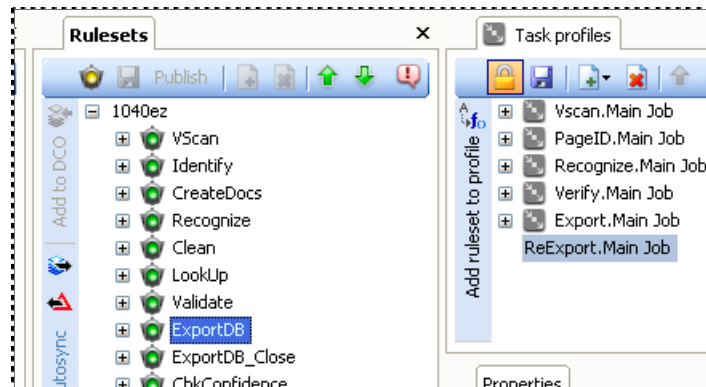 Rulesets
Publish
Add to DCO
utosync
1040ez
VScan
Identify
CreateDocs
Recognize
Clean
LookUp
Validate
ExportDB
ExportDB_Close
ChkConfidence
Task profiles
Add ruleset to profile
Vscan.Main Job
PageID.Main Job
Recognize.Main Job
Verify.Main Job
Export.Main Job
ReExport.Main Job
Properties